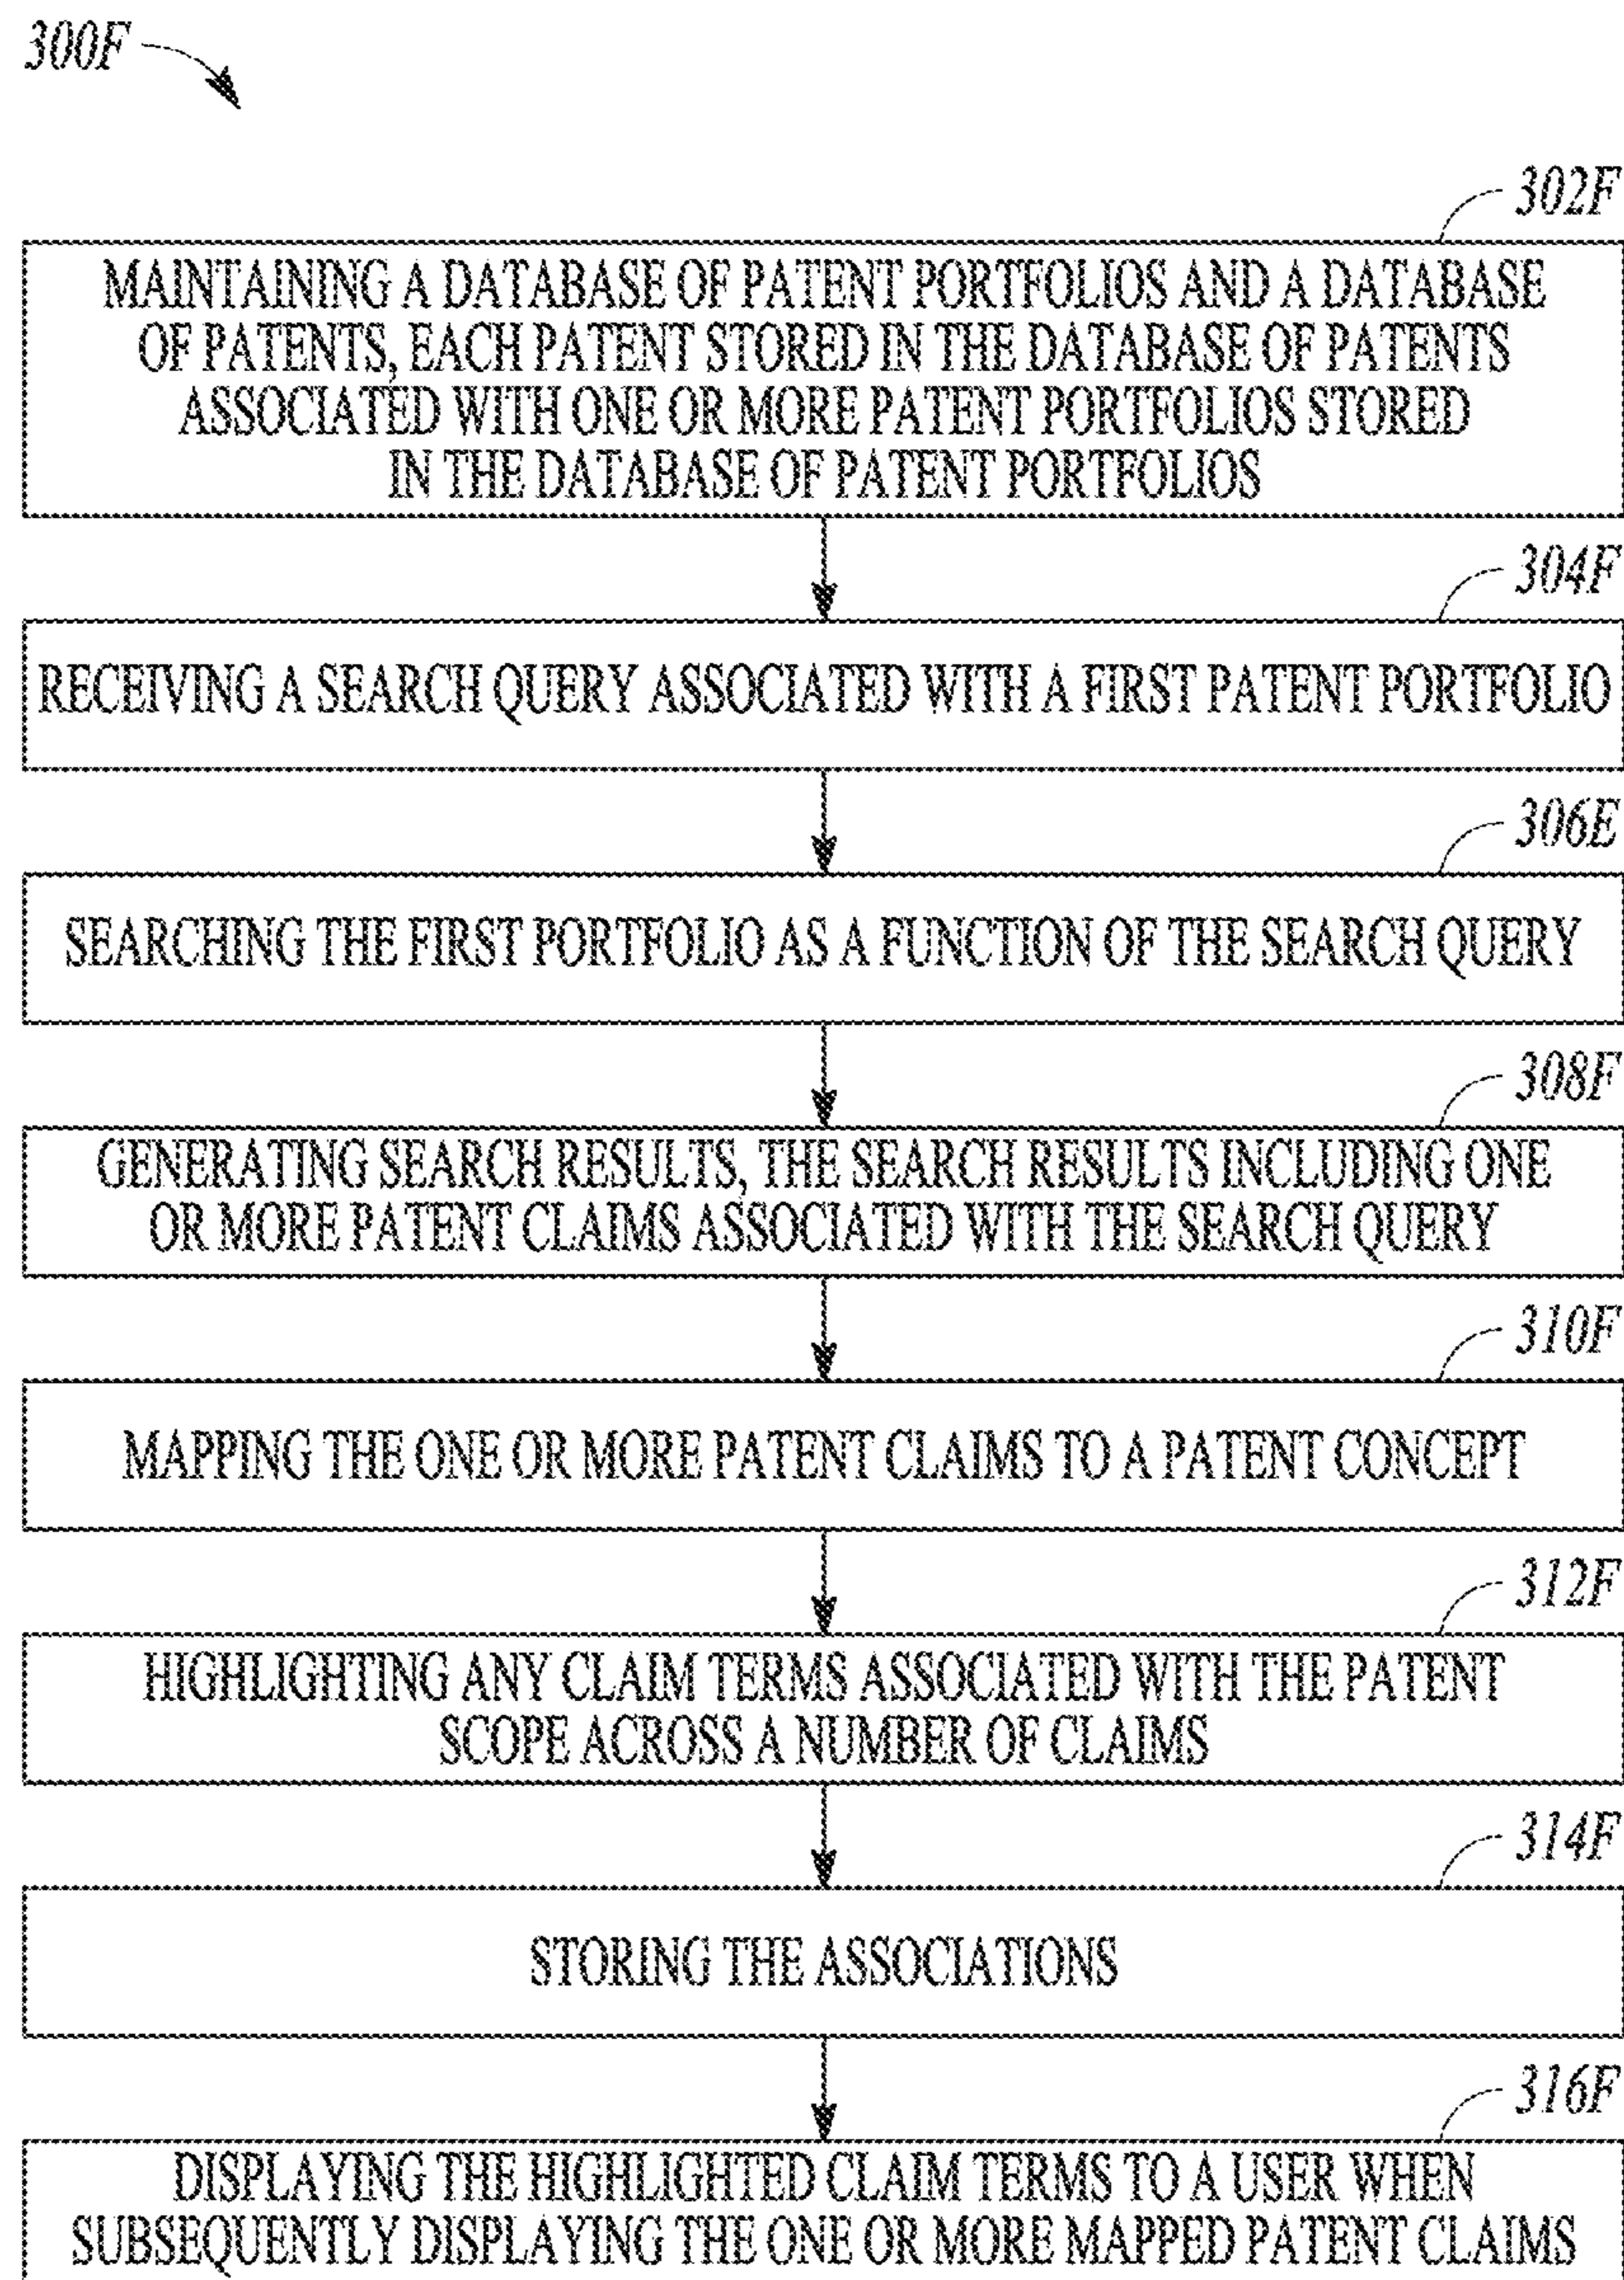 300F
302F
MAINTAINING A DATABASE OF PATENT PORTFOLIOS AND A DATABASE
OF PATENTS, EACH PATENT STORED IN THE DATABASE OF PATENTS
ASSOCIATED WITH ONE OR MORE PATENT PORTFOLIOS STORED
IN THE DATABASE OF PATENT PORTFOLIOS
304F
RECEIVING A SEARCH QUERY ASSOCIATED WITH A FIRST PATENT PORTFOLIO
306E
SEARCHING THE FIRST PORTFOLIO AS A FUNCTION OF THE SEARCH QUERY
308F
GENERATING SEARCH RESULTS, THE SEARCH RESULTS INCLUDING ONE
OR MORE PATENT CLAIMS ASSOCIATED WITH THE SEARCH QUERY
310F
MAPPING THE ONE OR MORE PATENT CLAIMS TO A PATENT CONCEPT
312F
HIGHLIGHTING ANY CLAIM TERMS ASSOCIATED WITH THE PATENT
SCOPE ACROSS A NUMBER OF CLAIMS
314F
STORING THE ASSOCIATIONS
316F
DISPLAYING THE HIGHLIGHTED CLAIM TERMS TO A USER WHEN
SUBSEQUENTLY DISPLAYING THE ONE OR MORE MAPPED PATENT CLAIMS